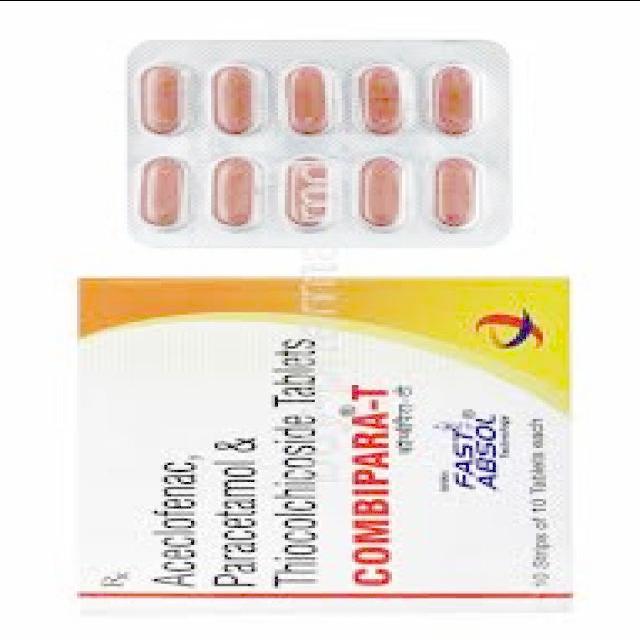 Rx
Aceclofenac,
Paracetamol &
Thiocolchicoside Tablets
COMBIPARA®-T
कॉम्बिपैरा-टी
FAST
ABSOL
10 Strips of 10 Tablets each